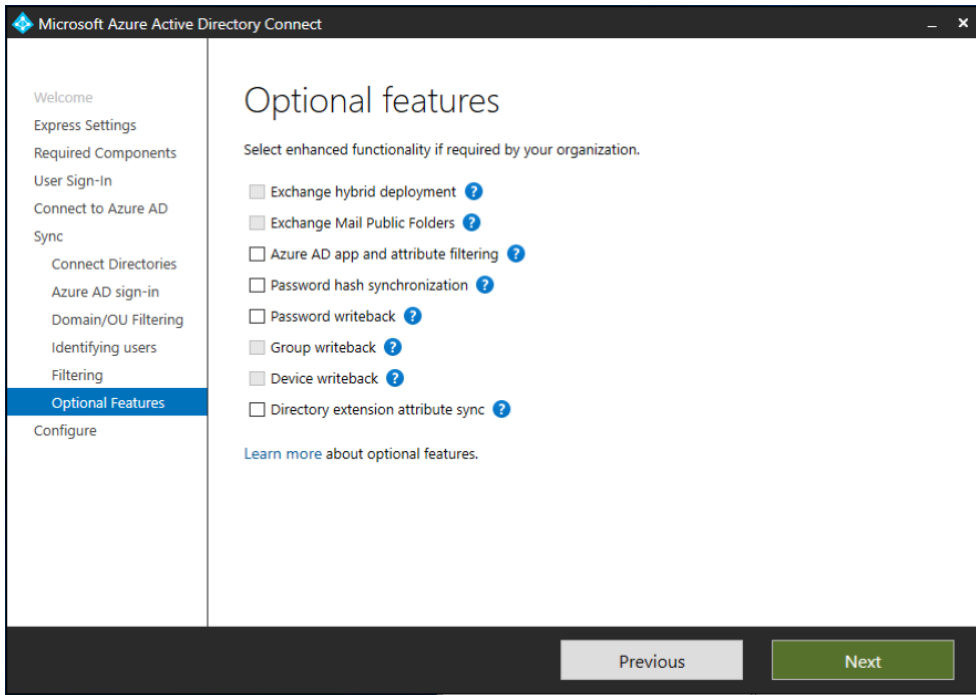 Microsoft Azure Active Directory Connect
Welcome
Express Settings
Required Components
User Sign-In
Connect to Azure AD
Sync
Connect Directories
Azure AD sign-in
Domain/OU Filtering
Identifying users
Filtering
Optional Features
Configure
Optional features
Select enhanced functionality if required by your organization.
Exchange hybrid deployment ?
Exchange Mail Public Folders ?
Azure AD app and attribute filtering ?
Password hash synchronization ?
Password writeback ?
Group writeback ?
Device writeback ?
Directory extension attribute sync ?
Learn more about optional features.
Previous
Next